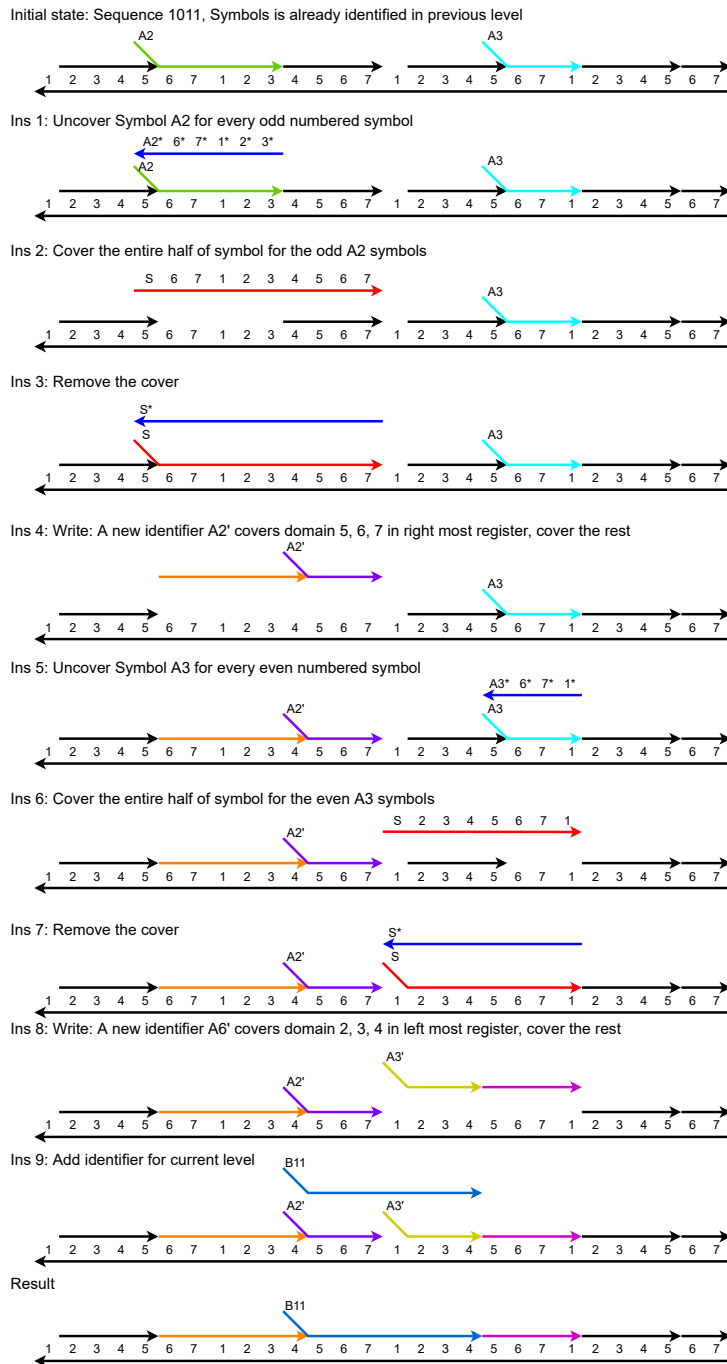 Initial state: Sequence 1011, Symbols is already identified in previous level
A2 A3
1 2 3 4 5 6 7 1 2 3 4 5 6 7 1 2 3 4 5 6 7 1 2 3 4 5 6 7
Ins 1: Uncover Symbol A2 for every odd numbered symbol
A2* 6* 7* 1* 2* 3*
A2 A3
1 2 3 4 5 6 7 1 2 3 4 5 6 7 1 2 3 4 5 6 7 1 2 3 4 5 6 7
Ins 2: Cover the entire half of symbol for the odd A2 symbols
S 6 7 1 2 3 4 5 6 7
A3
1 2 3 4 5 6 7 1 2 3 4 5 6 7 1 2 3 4 5 6 7 1 2 3 4 5 6 7
Ins 3: Remove the cover
S*
S A3
1 2 3 4 5 6 7 1 2 3 4 5 6 7 1 2 3 4 5 6 7 1 2 3 4 5 6 7
Ins 4: Write: A new identifier A2' covers domain 5, 6, 7 in right most register, cover the rest
A2'
A3
1 2 3 4 5 6 7 1 2 3 4 5 6 7 1 2 3 4 5 6 7 1 2 3 4 5 6 7
Ins 5: Uncover Symbol A3 for every even numbered symbol
A3* 6* 7* 1*
A2' A3
1 2 3 4 5 6 7 1 2 3 4 5 6 7 1 2 3 4 5 6 7 1 2 3 4 5 6 7
Ins 6: Cover the entire half of symbol for the even A3 symbols
S 2 3 4 5 6 7 1
A2'
1 2 3 4 5 6 7 1 2 3 4 5 6 7 1 2 3 4 5 6 7 1 2 3 4 5 6 7
Ins 7: Remove the cover
S*
A2' S
1 2 3 4 5 6 7 1 2 3 4 5 6 7 1 2 3 4 5 6 7 1 2 3 4 5 6 7
Ins 8: Write: A new identifier A6' covers domain 2, 3, 4 in left most register, cover the rest
A3'
A2'
1 2 3 4 5 6 7 1 2 3 4 5 6 7 1 2 3 4 5 6 7 1 2 3 4 5 6 7
Ins 9: Add identifier for current level
B11
A2' A3'
1 2 3 4 5 6 7 1 2 3 4 5 6 7 1 2 3 4 5 6 7 1 2 3 4 5 6 7
Result
B11
1 2 3 4 5 6 7 1 2 3 4 5 6 7 1 2 3 4 5 6 7 1 2 3 4 5 6 7